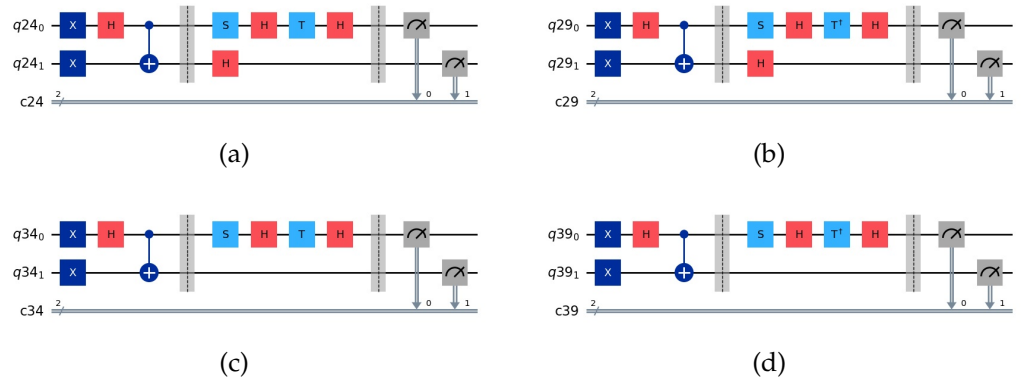 q24₀ X H S H T H
q24₁ X H
c24 2 0 1
(a)
q29₀ X H S H T† H
q29₁ X H
c29 2 0 1
(b)
q34₀ X H S H T H
q34₁ X
c34 2 0 1
(c)
q39₀ X H S H T† H
q39₁ X
c39 2 0 1
(d)